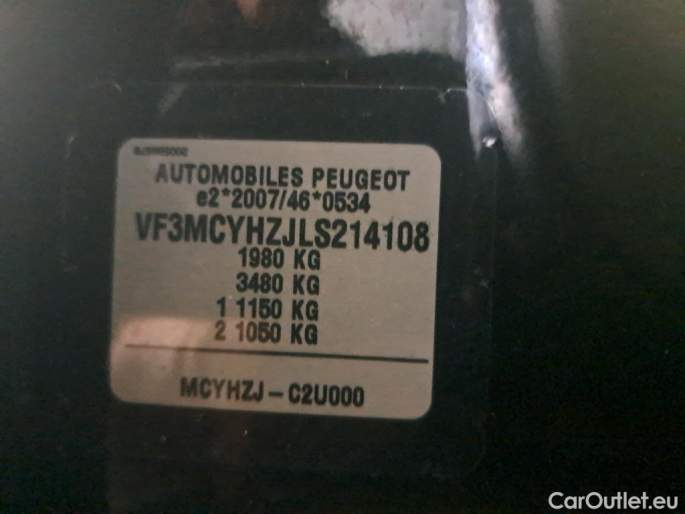 AUTOMOBILES PEUGEOT
e2*2007/46*0534
VF3MCYHZJLS214108
1980 KG
3480 KG
1 1150 KG
2 1050 KG
MCYHZJ - C2U000
CarOutlet.eu